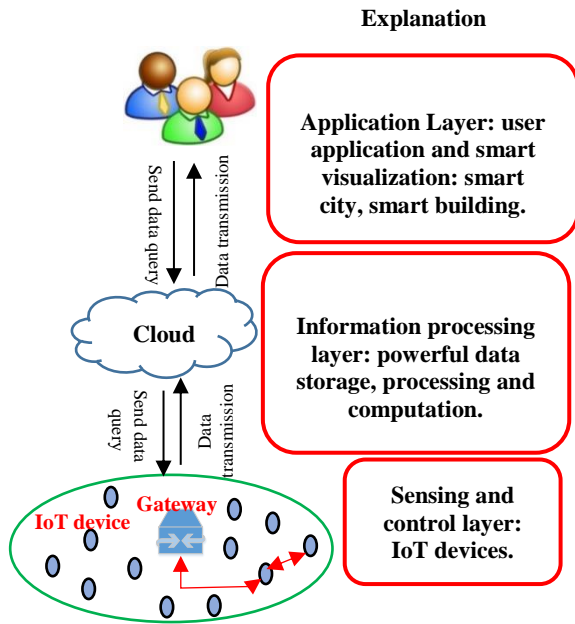 Explanation
Application Layer: user
application and smart
visualization: smart
city, smart building.
Send data query
Data transmission
Cloud
Information processing
layer: powerful data
storage, processing and
computation.
Send data
query
Data
transmission
Gateway
IoT device
Sensing and
control layer:
IoT devices.